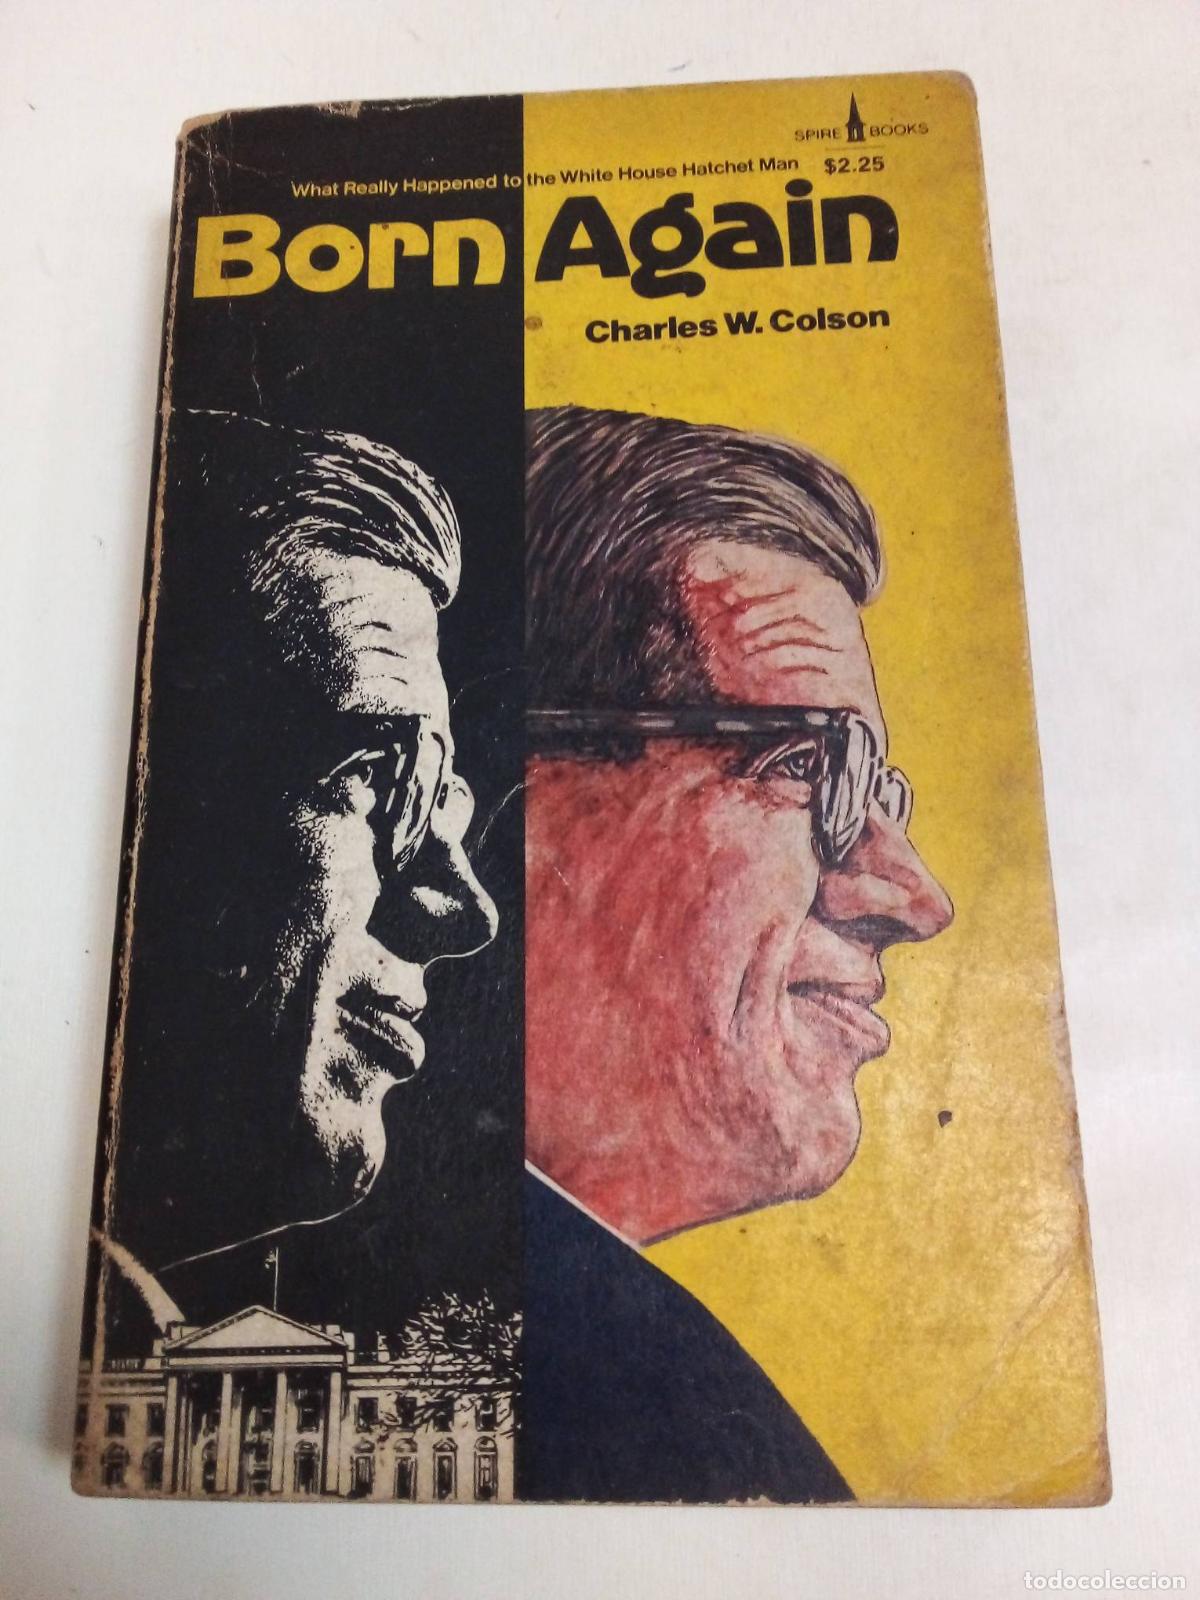 SPIRE BOOKS
What Really Happened to the White House Hatchet Man $2.25
Born Again
Charles W. Colson
todocoleccion